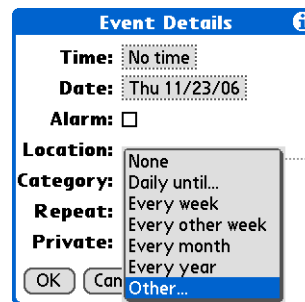 Event Details
Time: No time
Date: Thu 11/23/06
Alarm:
Location:
None
Category: Daily until...
Every week
Repeat: Every other week
Private: Every month
Every year
OK Can Other...